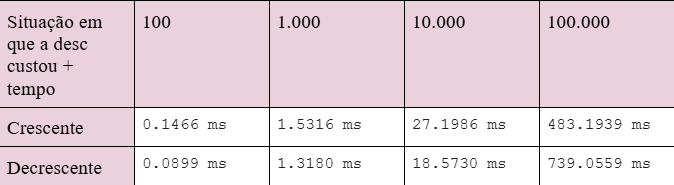 Situação em 100 1.000 10.000 100.000
que a desc
custou +
tempo
Crescente 0.1466 ms 1.5316 ms 27.1986 ms 483.1939 ms
Decrescente 0.0899 ms 1.3180 ms 18.5730 ms 739.0559 ms